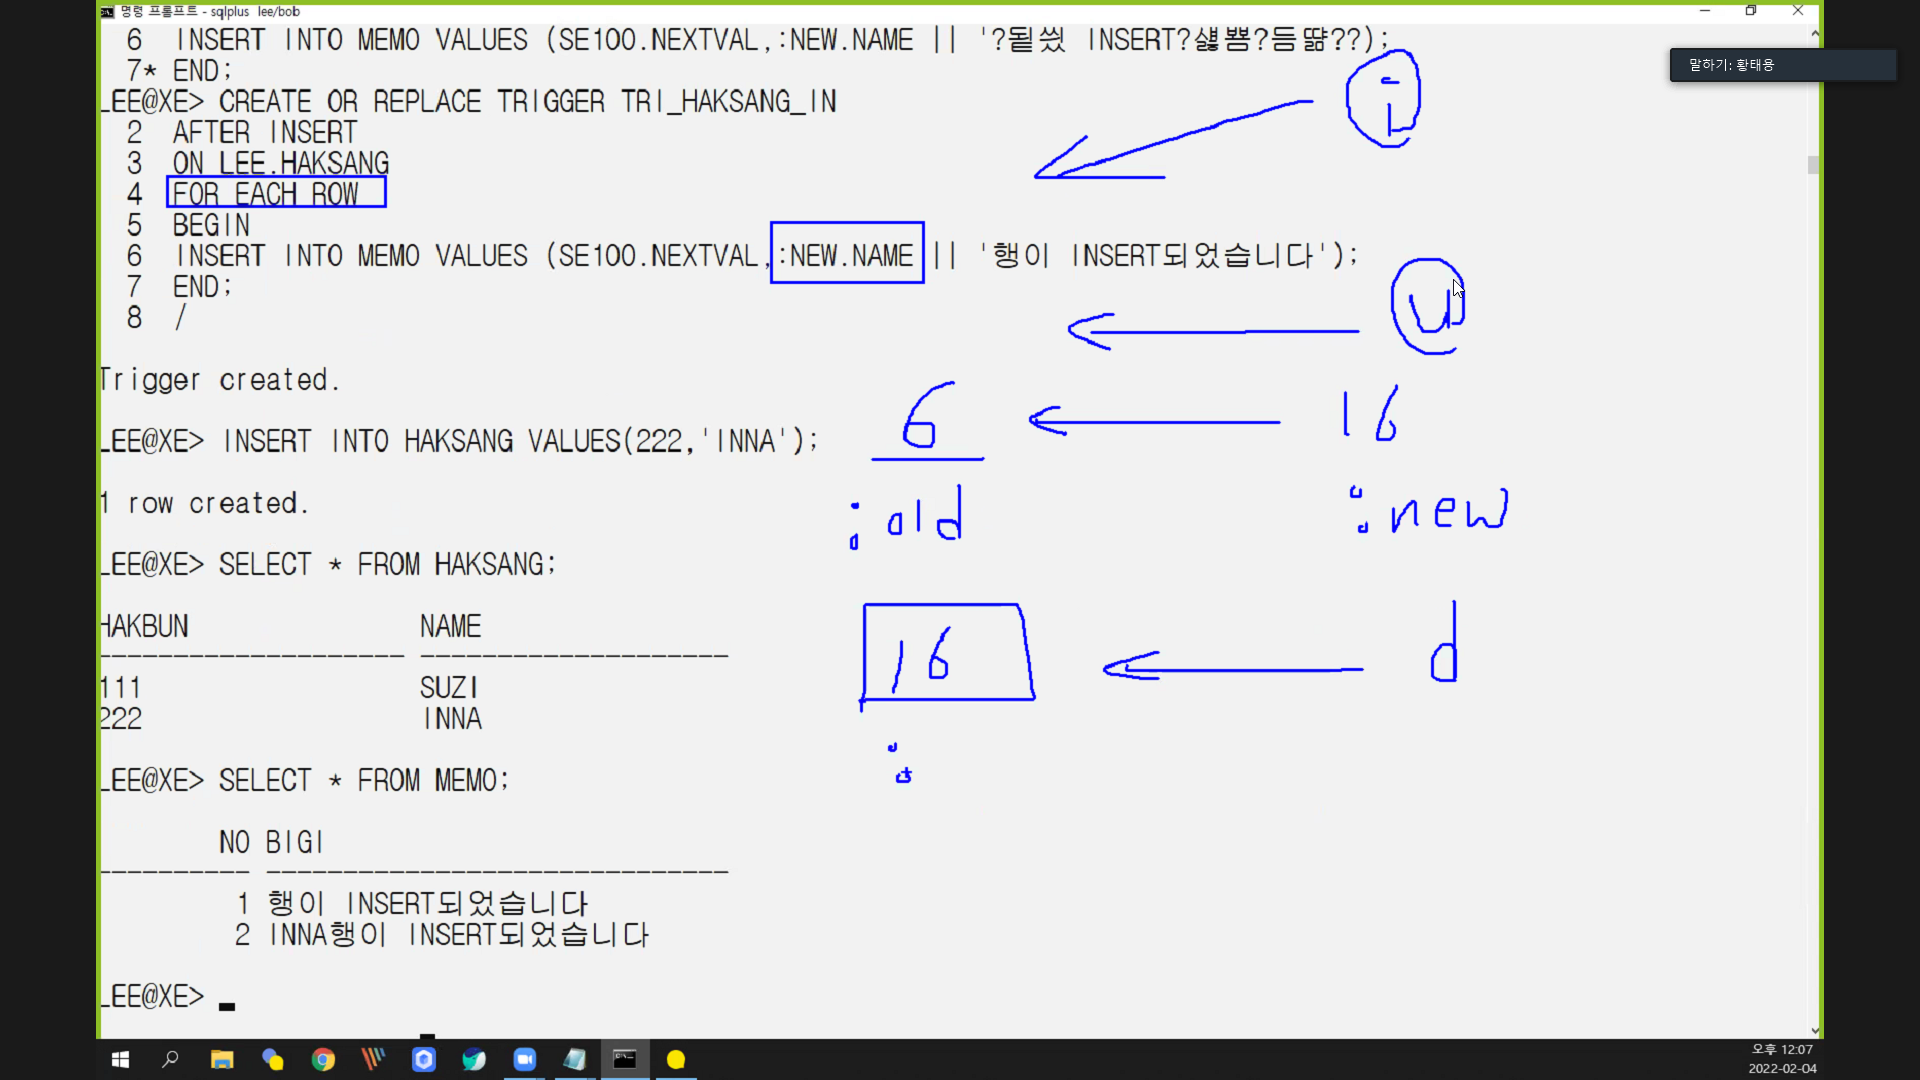 명령 프롬프트 - sqlplus lee/bob
6 INSERT INTO MEMO VALUES (SE100.NEXTVAL,:NEW.NAME || '
INSERT
7* END;
말하기: 황태용
i
LEE@XE> CREATE OR REPLACE TRIGGER TRI_HAKSANG_IN
2 AFTER INSERT
3 ON LEE.HAKSANG
4 FOR EACH ROW
5 BEGIN
6 INSERT INTO MEMO VALUES (SE100.NEXTVAL,:NEW.NAME || '행이 INSERT되었습니다');
7 END;
8 /
u
Trigger created.
6 16
LEE@XE> INSERT INTO HAKSANG VALUES(222,'INNA');
:old :new
1 row created.
LEE@XE> SELECT * FROM HAKSANG;
HAKBUN NAME
-------------------- --------------------
16 d
111 SUZI
222 INNA
:
LEE@XE> SELECT * FROM MEMO;
NO BIGI
---------- ------------------------------
1 행이 INSERT되었습니다
2 INNA행이 INSERT되었습니다
LEE@XE>
오후 12:07
2022-02-04